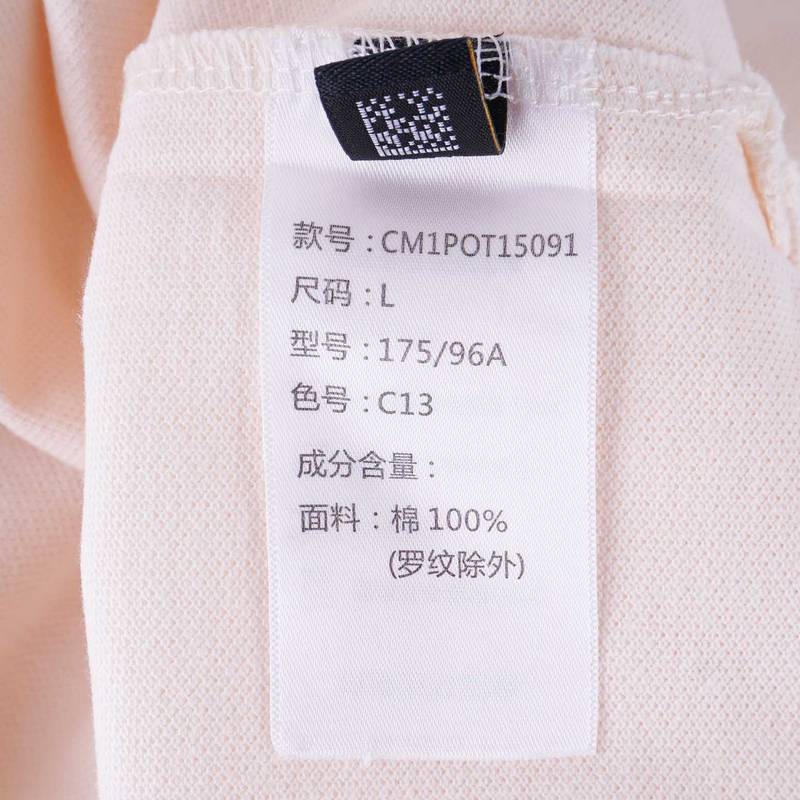 款号：CM1POT15091
尺码：L
型号：175/96A
色号：C13
成分含量：
面料：棉 100%
(罗纹除外)